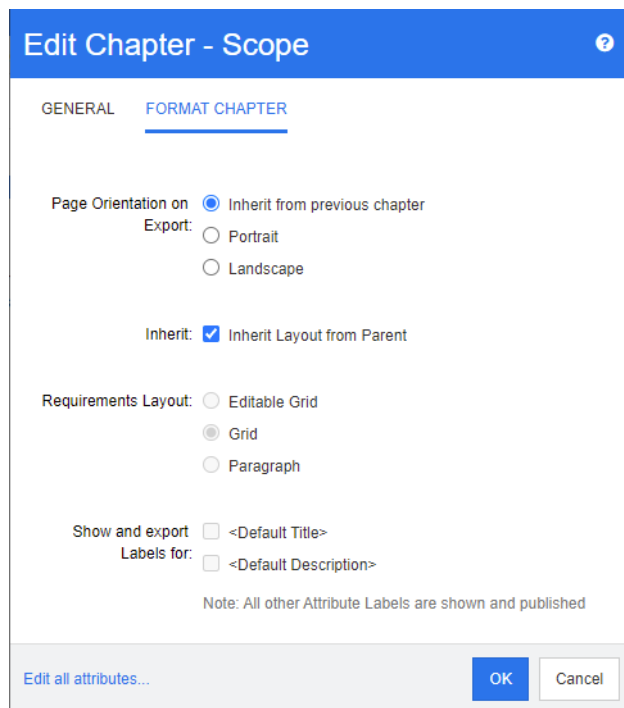 Edit Chapter - Scope
?
GENERAL FORMAT CHAPTER
Page Orientation on
Export:
Inherit from previous chapter
Portrait
Landscape
Inherit: Inherit Layout from Parent
Requirements Layout: Editable Grid
Grid
Paragraph
Show and export
Labels for:
<Default Title>
<Default Description>
Note: All other Attribute Labels are shown and published
Edit all attributes... OK Cancel